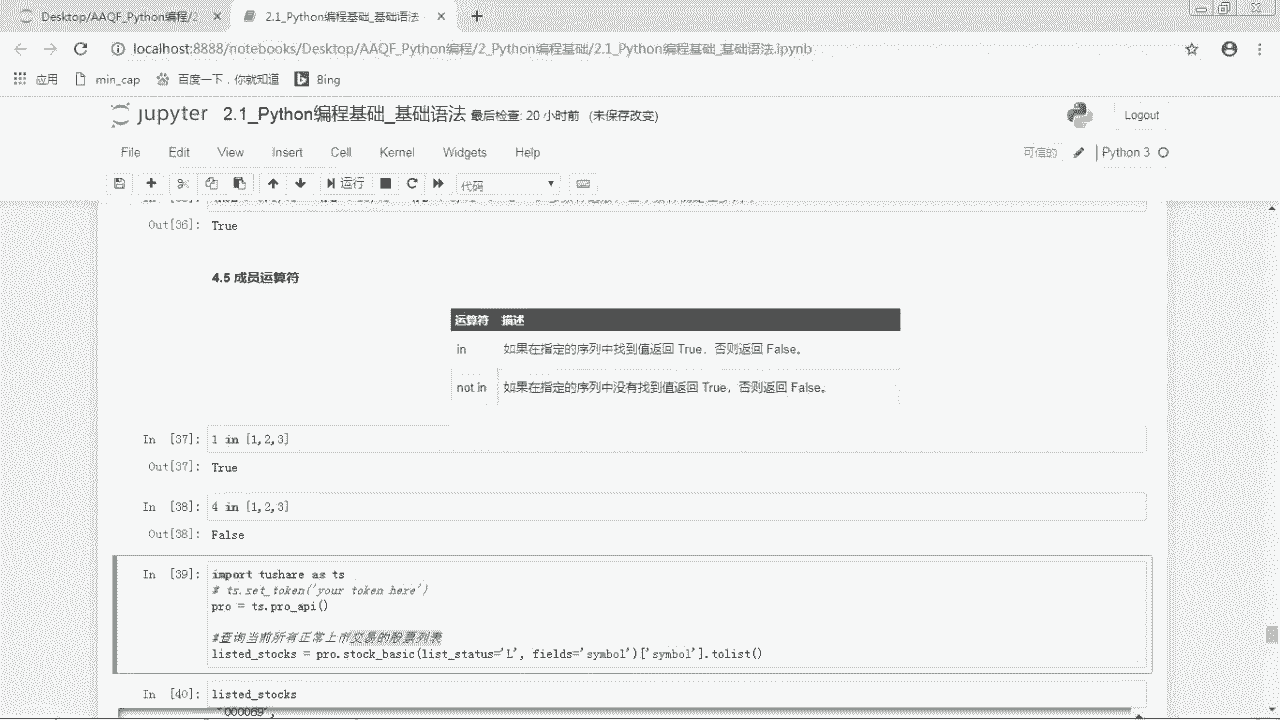 Desktop/AAQF_Python编程/2
2.1_Python编程基础_基础语法
localhost:8888/notebooks/Desktop/AAQF_Python编程/2_Python编程基础/2.1_Python编程基础_基础语法.ipynb
应用 min_cap 百度一下，你就知道 Bing
jupyter 2.1_Python编程基础_基础语法 最后检查: 20 小时前 (未保存改变) Logout
File Edit View Insert Cell Kernel Widgets Help 可信的 Python 3
运行 代码
Out[36]: True
4.5 成员运算符
运算符 描述
in 如果在指定的序列中找到值返回 True，否则返回 False。
not in 如果在指定的序列中没有找到值返回 True，否则返回 False。
In [37]: 1 in [1,2,3]
Out[37]: True
In [38]: 4 in [1,2,3]
Out[38]: False
In [39]: import tushare as ts
# ts.set_token('your token here')
pro = ts.pro_api()
#查询当前所有正常上市交易的股票列表
listed_stocks = pro.stock_basic(list_status='L', fields='symbol')['symbol'].tolist()
In [40]: listed_stocks
'000069',